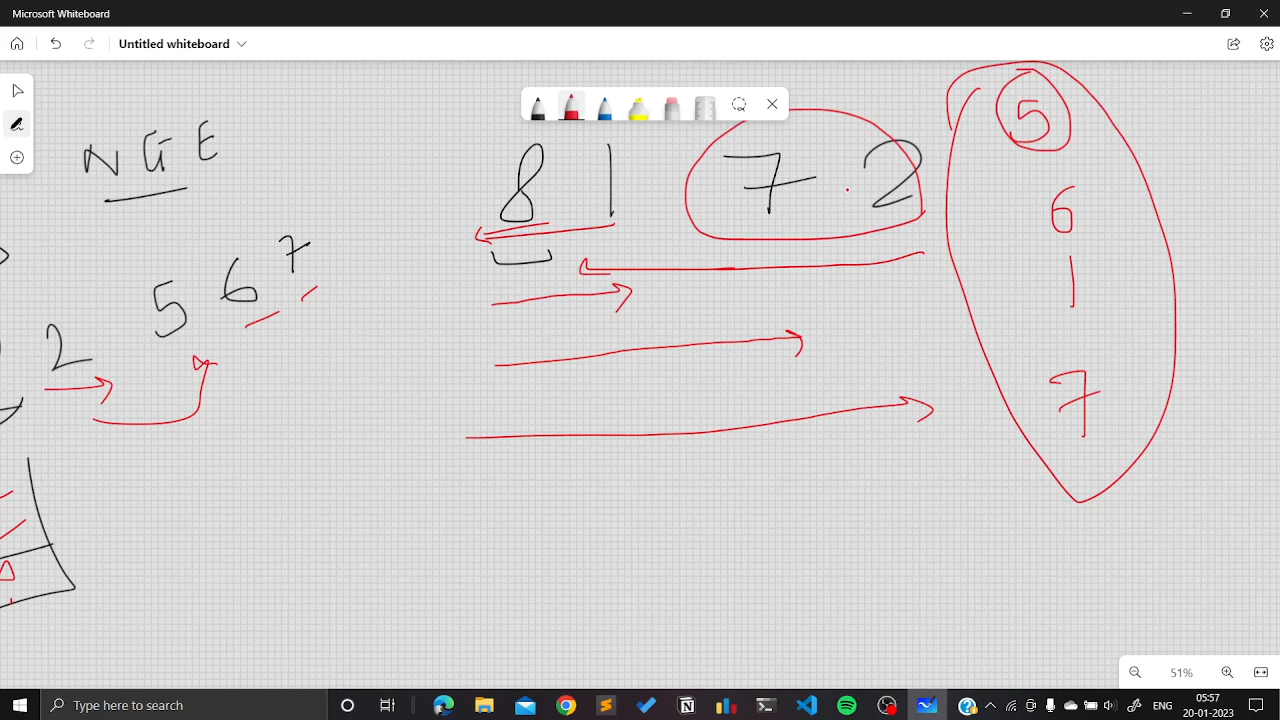 Microsoft Whiteboard
Untitled whiteboard
NGE
8 1 7 2
5
6
1
7
2 5 6 7
51%
Type here to search
ENG
05:57
20-01-2023